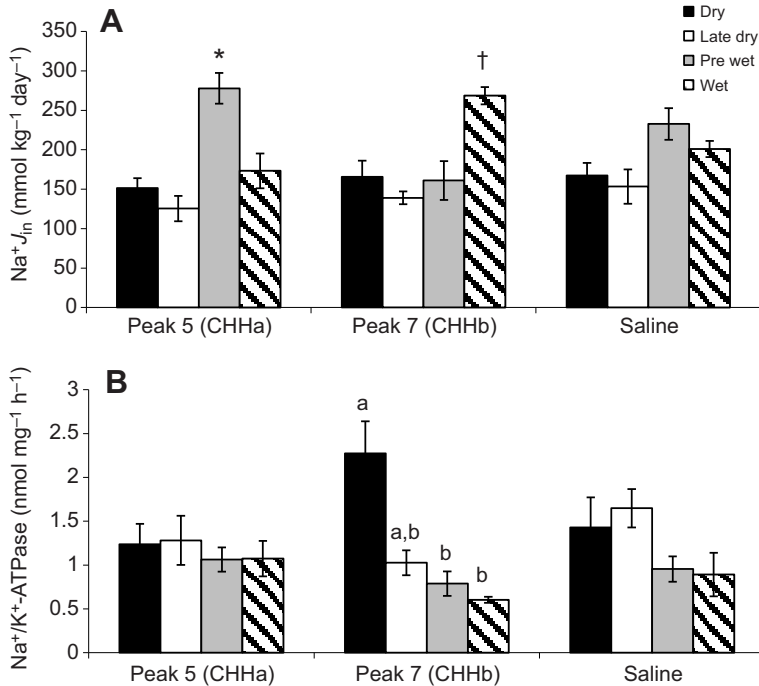 A
Na⁺ Jin (mmol kg⁻¹ day⁻¹)
350
300
250
200
150
100
50
0
*
†
Dry
Late dry
Pre wet
Wet
Peak 5 (CHHa)
Peak 7 (CHHb)
Saline
B
Na⁺/K⁺-ATPase (nmol mg⁻¹ h⁻¹)
3
2.5
2
1.5
1
0.5
0
a
a,b
b
b
Peak 5 (CHHa)
Peak 7 (CHHb)
Saline